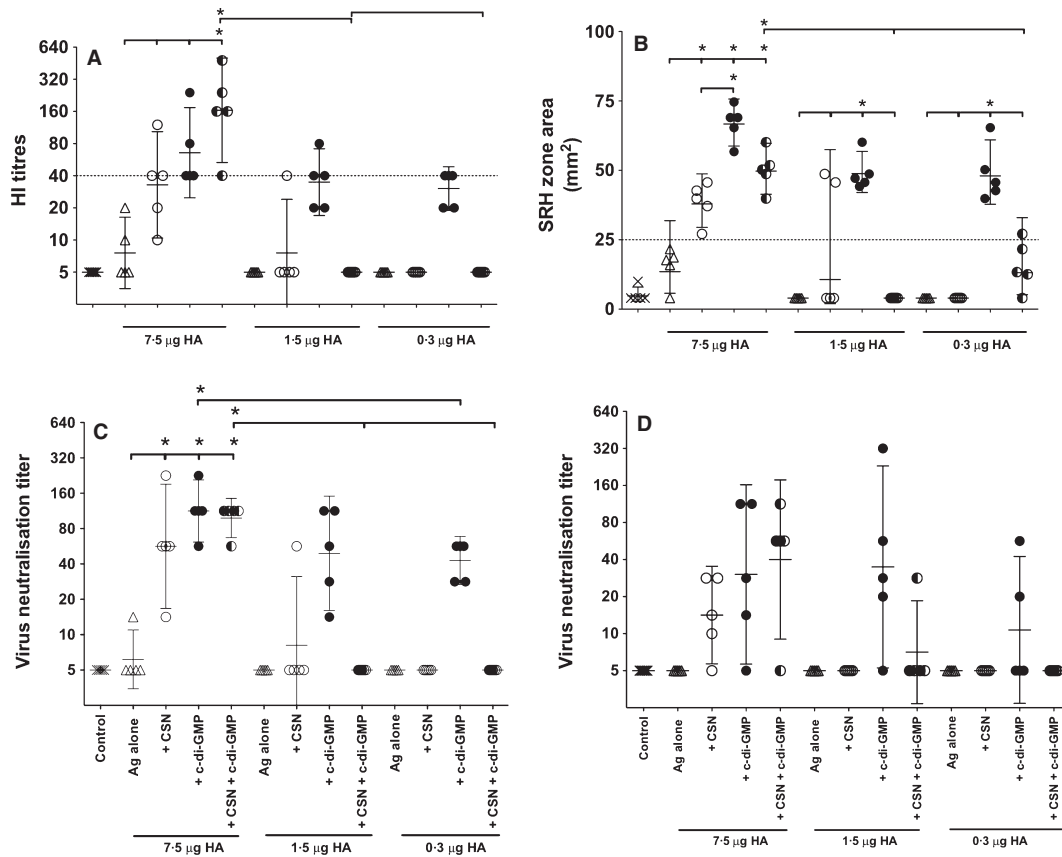 A
HI titres
640
320
160
80
40
20
10
5
*
*
7·5 µg HA
1·5 µg HA
0·3 µg HA
B
SRH zone area
(mm²)
100
75
50
25
0
*
* * *
*
*
*
7·5 µg HA
1·5 µg HA
0·3 µg HA
C
Virus neutralisation titer
640
320
160
80
40
20
10
5
*
*
* * *
Control
Ag alone
+ CSN
+ c-di-GMP
+ CSN + c-di-GMP
Ag alone
+ CSN
+ c-di-GMP
+ CSN + c-di-GMP
Ag alone
+ CSN
+ c-di-GMP
+ CSN + c-di-GMP
7·5 µg HA
1·5 µg HA
0·3 µg HA
D
Virus neutralisation titer
640
320
160
80
40
20
10
5
Control
Ag alone
+ CSN
+ c-di-GMP
+ CSN + c-di-GMP
Ag alone
+ CSN
+ c-di-GMP
+ CSN + c-di-GMP
Ag alone
+ CSN
+ c-di-GMP
+ CSN + c-di-GMP
7·5 µg HA
1·5 µg HA
0·3 µg HA